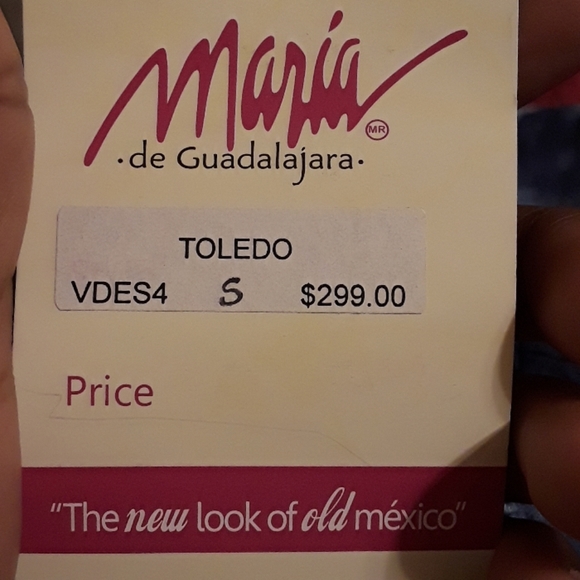 María
MR
·de Guadalajara·
TOLEDO
VDES4 S $299.00
Price
"The new look of old méxico"